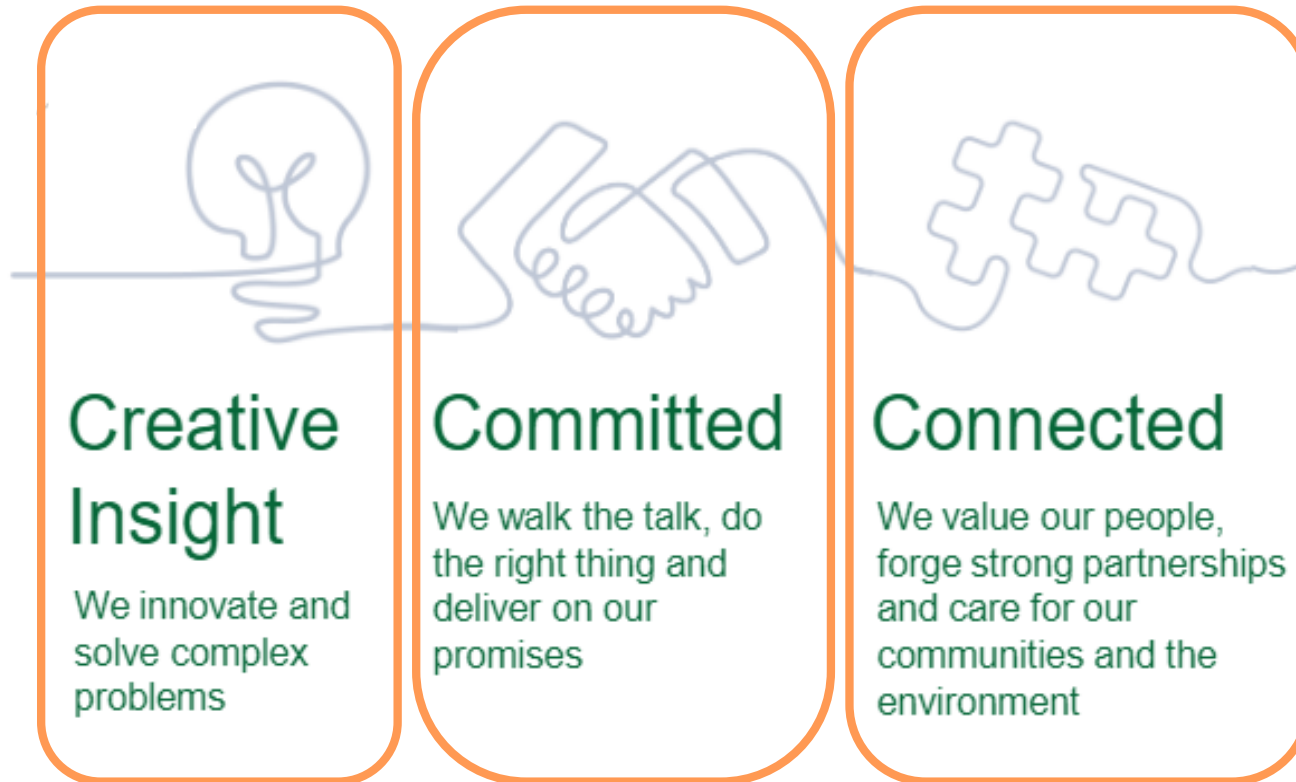 Creative
Insight
We innovate and
solve complex
problems
Committed
We walk the talk, do
the right thing and
deliver on our
promises
Connected
We value our people,
forge strong partnerships
and care for our
communities and the
environment